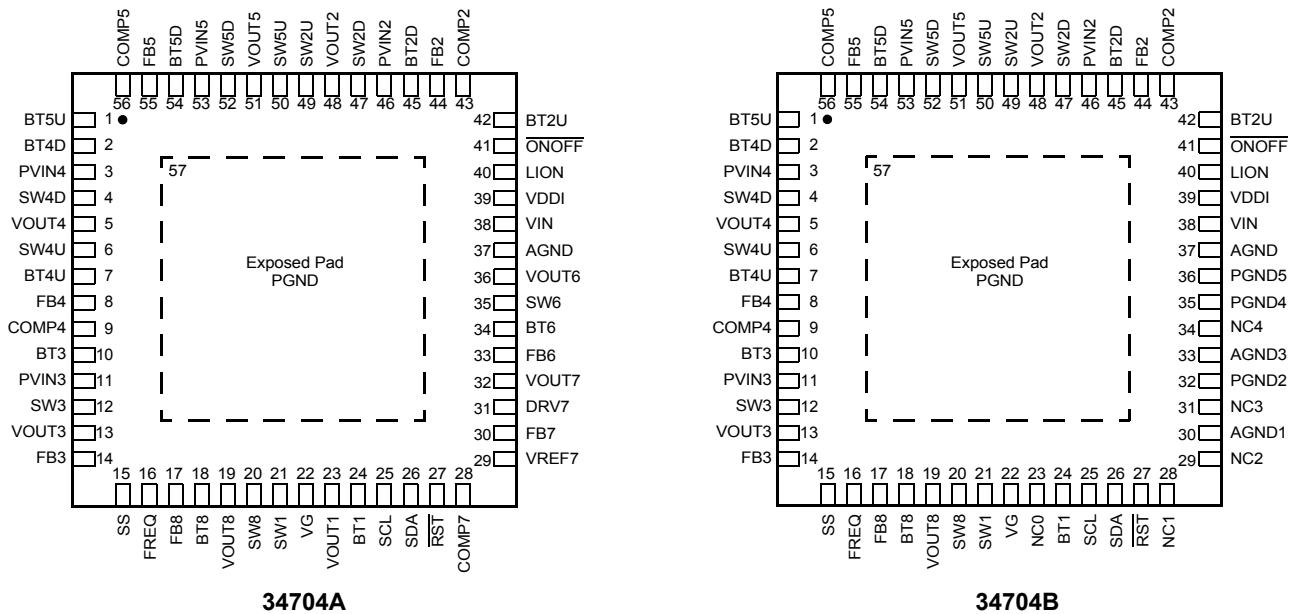 COMP5
FB5
BT5D
PVIN5
SW5D
VOUT5
SW5U
SW2U
VOUT2
SW2D
PVIN2
BT2D
FB2
COMP2
56 55 54 53 52 51 50 49 48 47 46 45 44 43
BT5U 1
BT4D 2
PVIN4 3
SW4D 4
VOUT4 5
SW4U 6
BT4U 7
FB4 8
COMP4 9
BT3 10
PVIN3 11
SW3 12
VOUT3 13
FB3 14
57
Exposed Pad
PGND
42 BT2U
41 ONOFF
40 LION
39 VDDI
38 VIN
37 AGND
36 VOUT6
35 SW6
34 BT6
33 FB6
32 VOUT7
31 DRV7
30 FB7
29 VREF7
15 16 17 18 19 20 21 22 23 24 25 26 27 28
SS
FREQ
FB8
BT8
VOUT8
SW8
SW1
VG
VOUT1
BT1
SCL
SDA
RST
COMP7
34704A
COMP5
FB5
BT5D
PVIN5
SW5D
VOUT5
SW5U
SW2U
VOUT2
SW2D
PVIN2
BT2D
FB2
COMP2
56 55 54 53 52 51 50 49 48 47 46 45 44 43
BT5U 1
BT4D 2
PVIN4 3
SW4D 4
VOUT4 5
SW4U 6
BT4U 7
FB4 8
COMP4 9
BT3 10
PVIN3 11
SW3 12
VOUT3 13
FB3 14
57
Exposed Pad
PGND
42 BT2U
41 ONOFF
40 LION
39 VDDI
38 VIN
37 AGND
36 PGND5
35 PGND4
34 NC4
33 AGND3
32 PGND2
31 NC3
30 AGND1
29 NC2
15 16 17 18 19 20 21 22 23 24 25 26 27 28
SS
FREQ
FB8
BT8
VOUT8
SW8
SW1
VG
NC0
BT1
SCL
SDA
RST
NC1
34704B